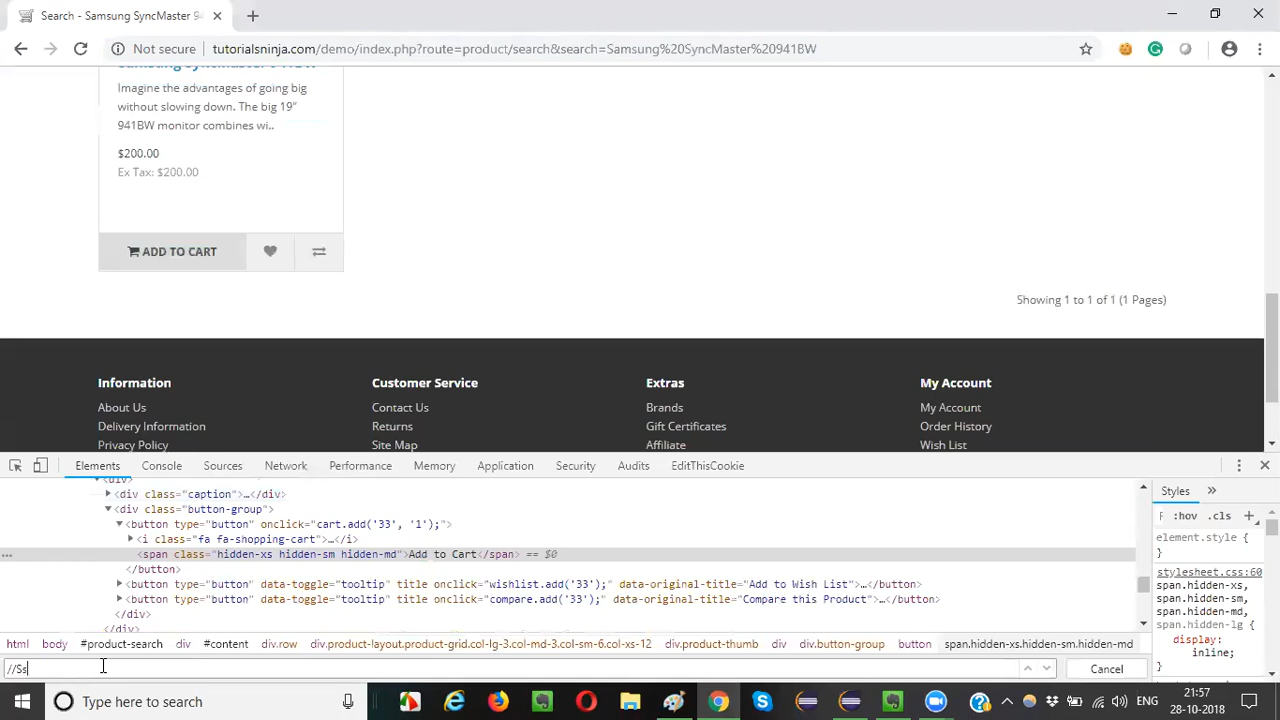 Search - Samsung SyncMaster 94
Not secure tutorialsninja.com/demo/index.php?route=product/search&search=Samsung%20SyncMaster%20941BW
Imagine the advantages of going big
without slowing down. The big 19"
941BW monitor combines wi..
$200.00
Ex Tax: $200.00
ADD TO CART
Showing 1 to 1 of 1 (1 Pages)
Information Customer Service Extras My Account
About Us Contact Us Brands My Account
Delivery Information Returns Gift Certificates Order History
Privacy Policy Site Map Affiliate Wish List
Elements Console Sources Network Performance Memory Application Security Audits EditThisCookie
<div>
<div class="caption">…</div>
<div class="button-group">
<button type="button" onclick="cart.add('33', '1');">
<i class="fa fa-shopping-cart">…</i>
<span class="hidden-xs hidden-sm hidden-md">Add to Cart</span> == $0
</button>
<button type="button" data-toggle="tooltip" title onclick="wishlist.add('33');" data-original-title="Add to Wish List">…</button>
<button type="button" data-toggle="tooltip" title onclick="compare.add('33');" data-original-title="Compare this Product">…</button>
</div>
</div>
Styles »
F :hov .cls +
element.style {
}
stylesheet.css:60
span.hidden-xs,
span.hidden-sm,
span.hidden-md,
span.hidden-lg {
display:
inline;
}
html body #product-search div #content div.row div.product-layout.product-grid.col-lg-3.col-md-3.col-sm-6.col-xs-12 div.product-thumb div div.button-group span.hidden-xs.hidden-sm.hidden-md
//Ss Cancel
Type here to search
ENG
21:57
28-10-2018